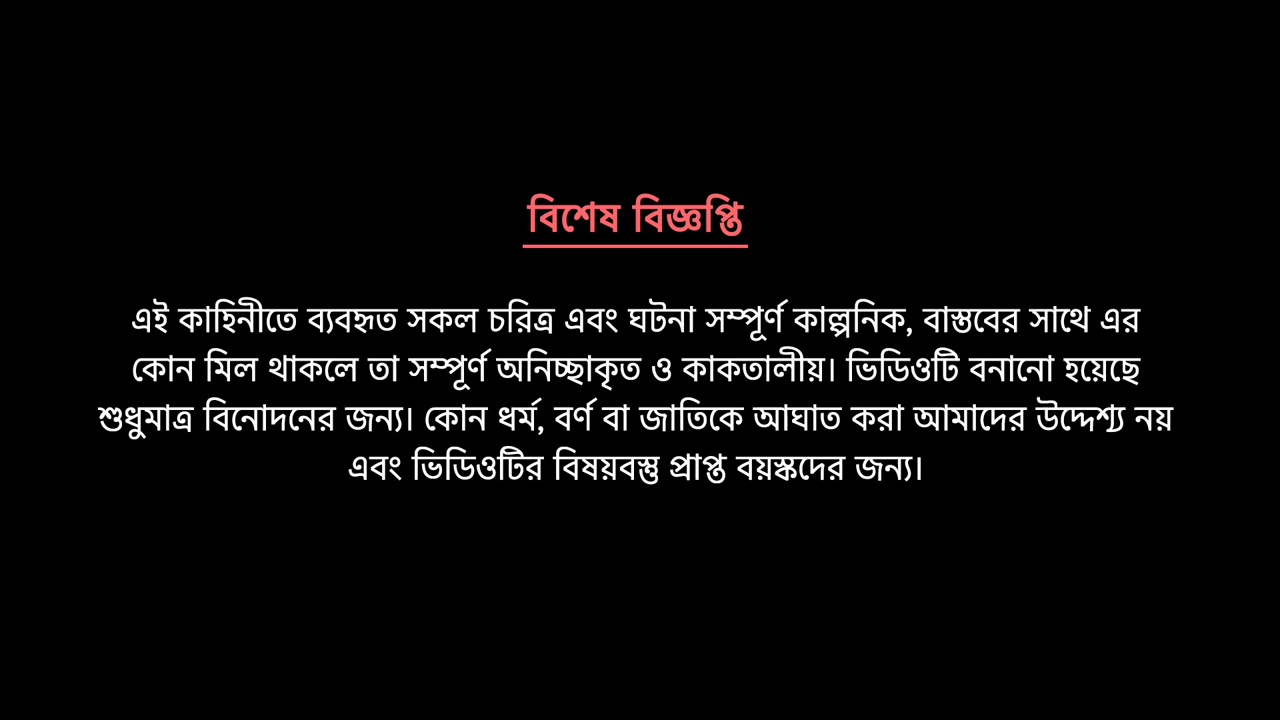 বিশেষ বিজ্ঞপ্তি
এই কাহিনীতে ব্যবহৃত সকল চরিত্র এবং ঘটনা সম্পূর্ণ কাল্পনিক, বাস্তবের সাথে এর
কোন মিল থাকলে তা সম্পূর্ণ অনিচ্ছাকৃত ও কাকতালীয়। ভিডিওটি বনানো হয়েছে
শুধুমাত্র বিনোদনের জন্য। কোন ধর্ম, বর্ণ বা জাতিকে আঘাত করা আমাদের উদ্দেশ্য নয়
এবং ভিডিওটির বিষয়বস্তু প্রাপ্ত বয়স্কদের জন্য।